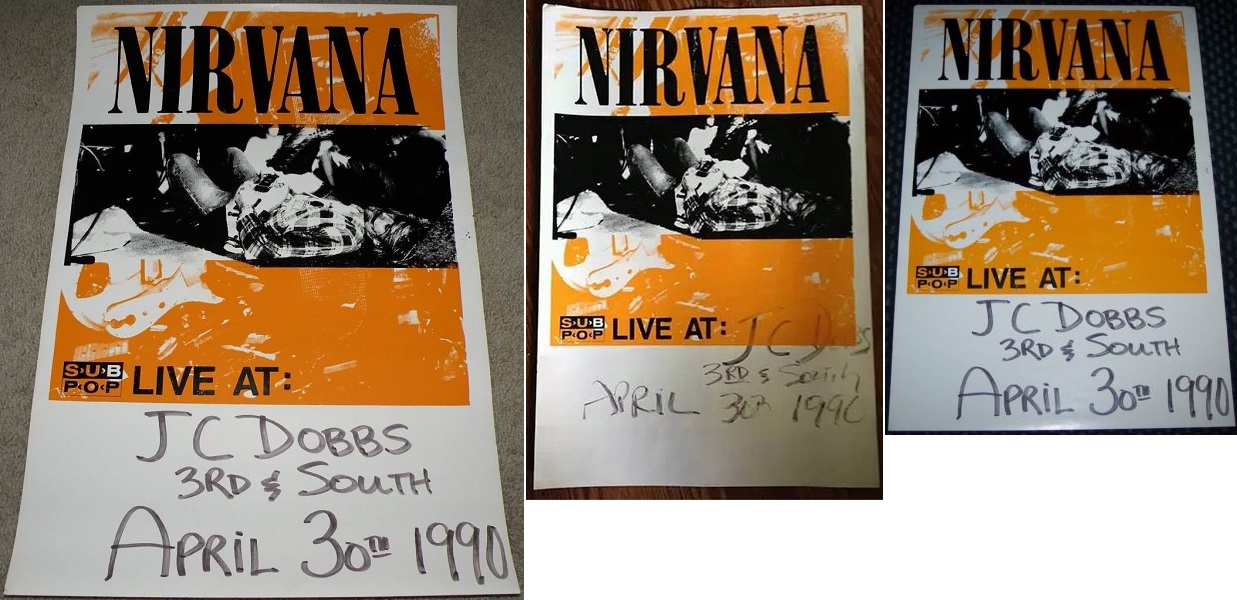 NIRVANA
S·U·B
P·O·P
LIVE AT:
JC DOBBS
3RD & SOUTH
APRiL 30TH 1990
NIRVANA
S·U·B
P·O·P
LIVE AT: JC
3RD & South
APRIL 30th 1990
NIRVANA
S·U·B
P·O·P
LIVE AT:
JC DOBBS
3RD & SOUTH
APRiL 30TH 1990